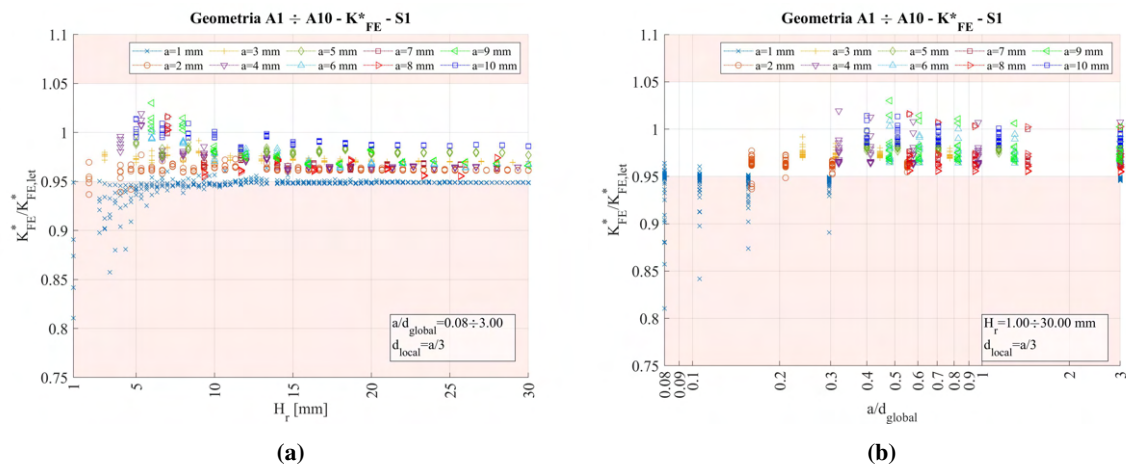 Geometria A1 ÷ A10 - K*FE - S1
a=1 mm a=3 mm a=5 mm a=7 mm a=9 mm
a=2 mm a=4 mm a=6 mm a=8 mm a=10 mm
1.1
1.05
1
0.95
0.9
0.85
0.8
0.75
K*FE/K*FE,let
a/dglobal=0.08÷3.00
dlocal=a/3
1 5 10 15 20 25 30
Hr [mm]
(a)
Geometria A1 ÷ A10 - K*FE - S1
a=1 mm a=3 mm a=5 mm a=7 mm a=9 mm
a=2 mm a=4 mm a=6 mm a=8 mm a=10 mm
1.1
1.05
1
0.95
0.9
0.85
0.8
0.75
K*FE/K*FE,let
Hr=1.00÷30.00 mm
dlocal=a/3
0.08 0.09 0.1 0.2 0.3 0.4 0.5 0.6 0.7 0.8 0.9 1 2 3
a/dglobal
(b)